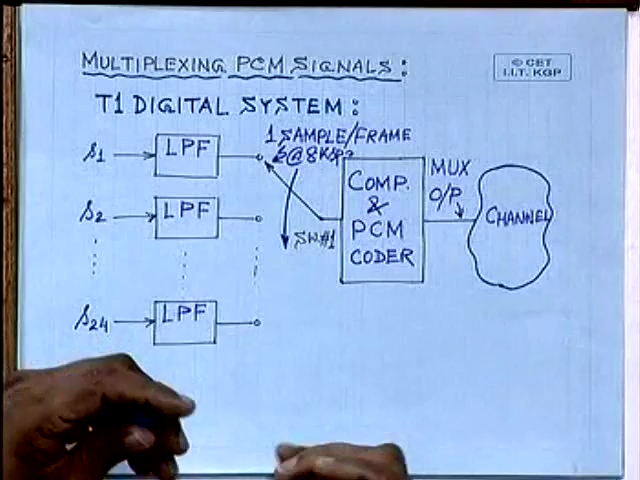 MULTIPLEXING PCM SIGNALS:
© CET
I.I.T. KGP
T1 DIGITAL SYSTEM:
S1
LPF
1 SAMPLE/FRAME
@8KSPS
S2
LPF
SW#1
COMP.
&
PCM
CODER
MUX
O/P
CHANNEL
S24
LPF